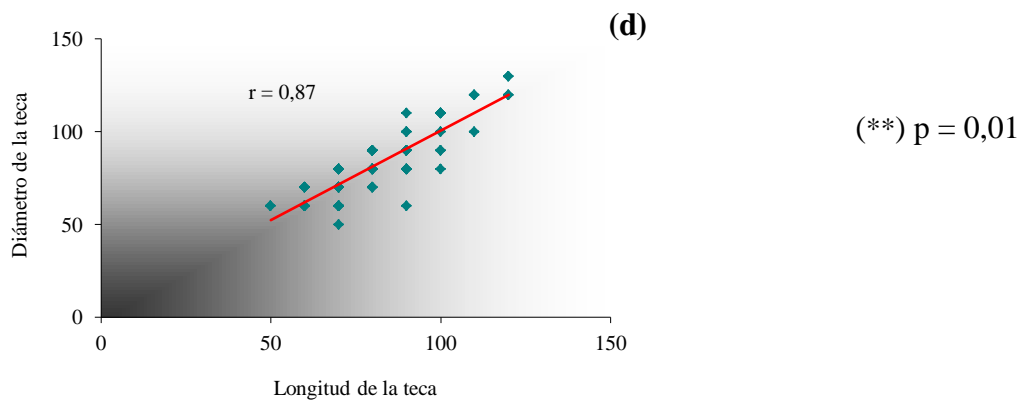 (d)
150
100
50
0
Diámetro de la teca
r = 0,87
0
50
100
150
Longitud de la teca
(**) p = 0,01